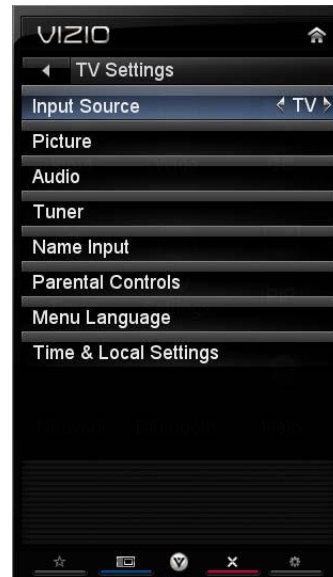 VIZIO
TV Settings
Input Source TV
Picture
Audio
Tuner
Name Input
Parental Controls
Menu Language
Time & Local Settings